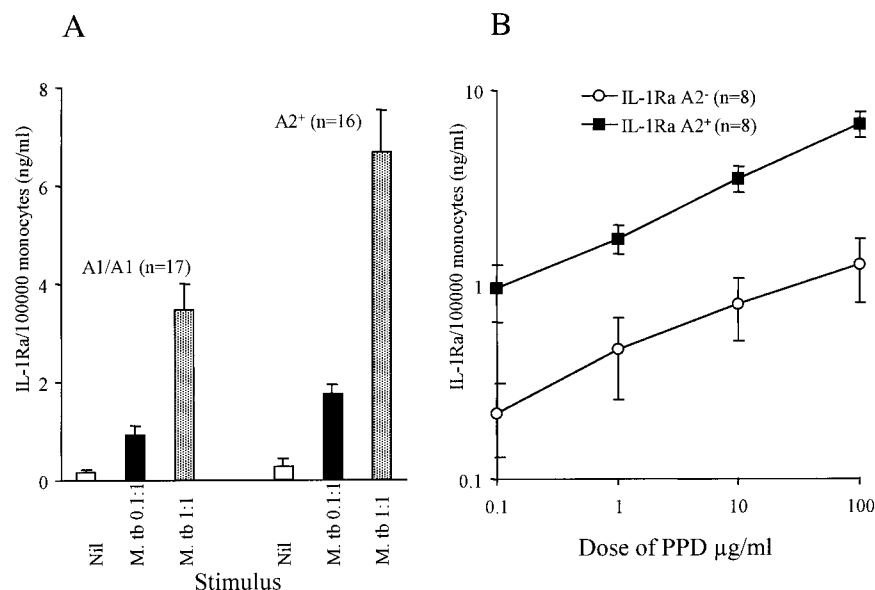 A
IL-1Ra/100000 monocytes (ng/ml)
8
6
4
2
0
A1/A1 (n=17)
A2+ (n=16)
Nil
M. tb 0.1:1
M. tb 1:1
Nil
M. tb 0.1:1
M. tb 1:1
Stimulus
B
IL-1Ra/100000 monocytes (ng/ml)
10
1
0.1
IL-1Ra A2- (n=8)
IL-1Ra A2+ (n=8)
0.1
1
10
100
Dose of PPD µg/ml